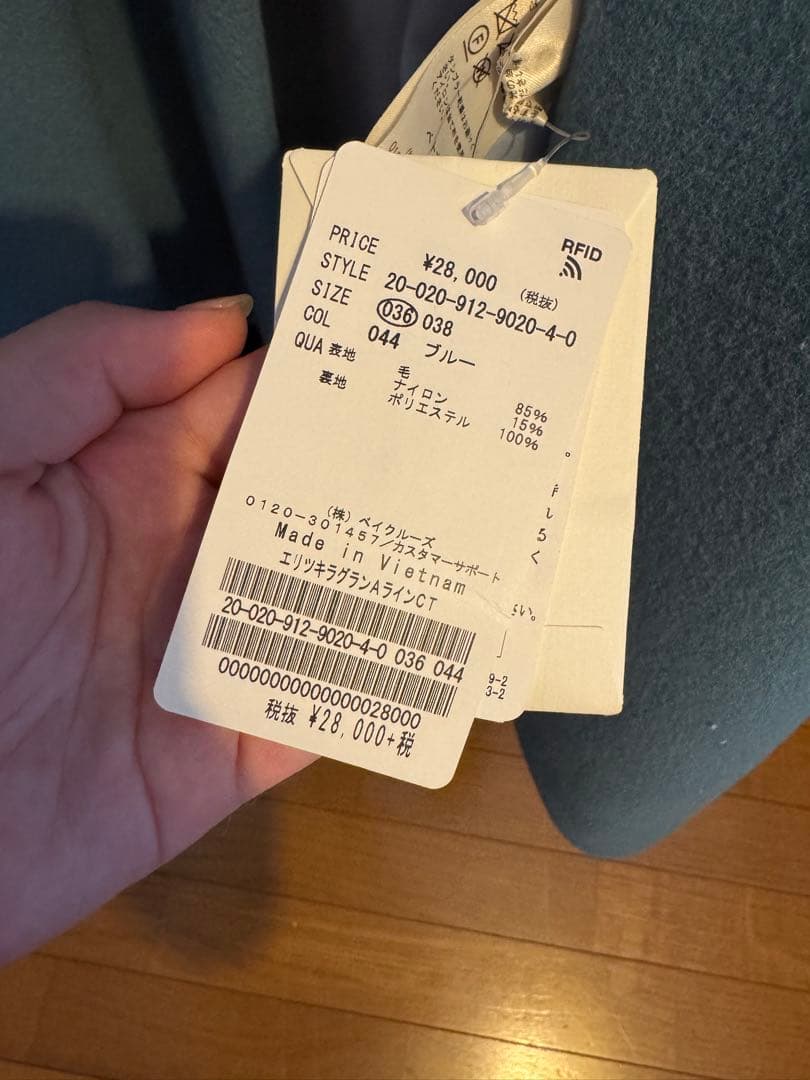 RFID
PRICE ¥28,000 (税抜)
STYLE 20-020-912-9020-4-0
SIZE 036 038
COL 044 ブルー
QUA 表地 毛 85%
ナイロン 15%
裏地 ポリエステル 100%
(株) ベイクルーズ
0120-301457/カスタマーサポート
Made in Vietnam
エリツキラグランAラインCT
20-020-912-9020-4-0 036 044
0000000000000028000
税抜 ¥28,000+税
9-2
3-2